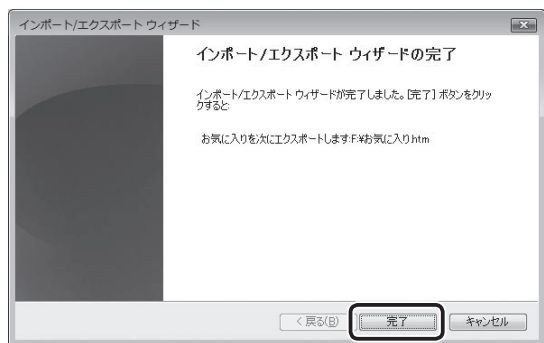 インポート/エクスポート ウィザード
インポート/エクスポート ウィザードの完了
インポート/エクスポート ウィザードが完了しました。[完了] ボタンをクリッ
クすると:
お気に入りを次にエクスポートします:F:¥お気に入り.htm
< 戻る(B)
完了
キャンセル